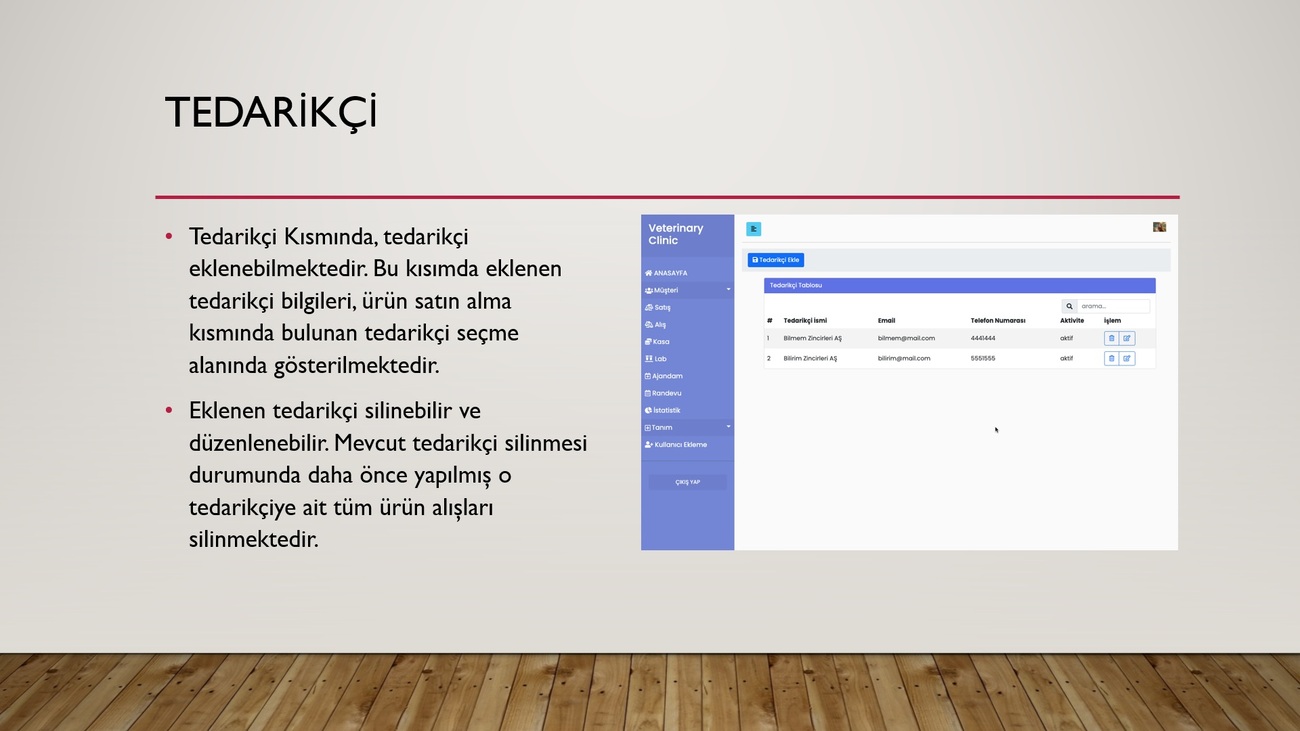 TEDARİKÇİ
• Tedarikçi Kısmında, tedarikçi
eklenebilmektedir. Bu kısımda eklenen
tedarikçi bilgileri, ürün satın alma
kısmında bulunan tedarikçi seçme
alanında gösterilmektedir.
• Eklenen tedarikçi silinebilir ve
düzenlenebilir. Mevcut tedarikçi silinmesi
durumunda daha önce yapılmış o
tedarikçiye ait tüm ürün alışları
silinmektedir.
Veterinary
Clinic
ANASAYFA
Müşteri
Satış
Alış
Kasa
Lab
Ajandam
Randevu
İstatistik
Tanım
Kullanıcı Ekleme
ÇIKIŞ YAP
Tedarikçi Ekle
Tedarikçi Tablosu
arama...
# Tedarikçi İsmi Email Telefon Numarası Aktivite İşlem
1 Bilmem Zincirleri AŞ bilmem@mail.com 4441444 aktif
2 Bilirim Zincirleri AŞ bilirim@mail.com 5551555 aktif